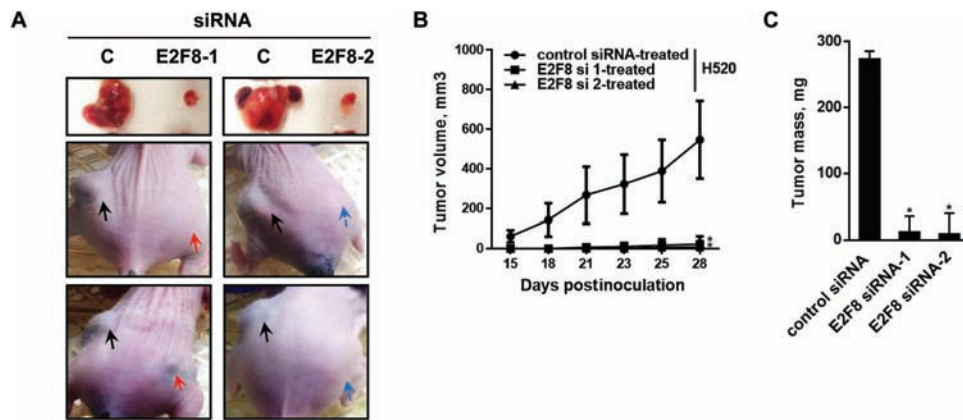 A
siRNA
C E2F8-1 C E2F8-2
B
Tumor volume, mm3
1000
800
600
400
200
0
control siRNA-treated
E2F8 si 1-treated
E2F8 si 2-treated
H520
*
*
15 18 21 23 25 28
Days postinoculation
C
Tumor mass, mg
300
200
100
0
* *
control siRNA
E2F8 siRNA-1
E2F8 siRNA-2